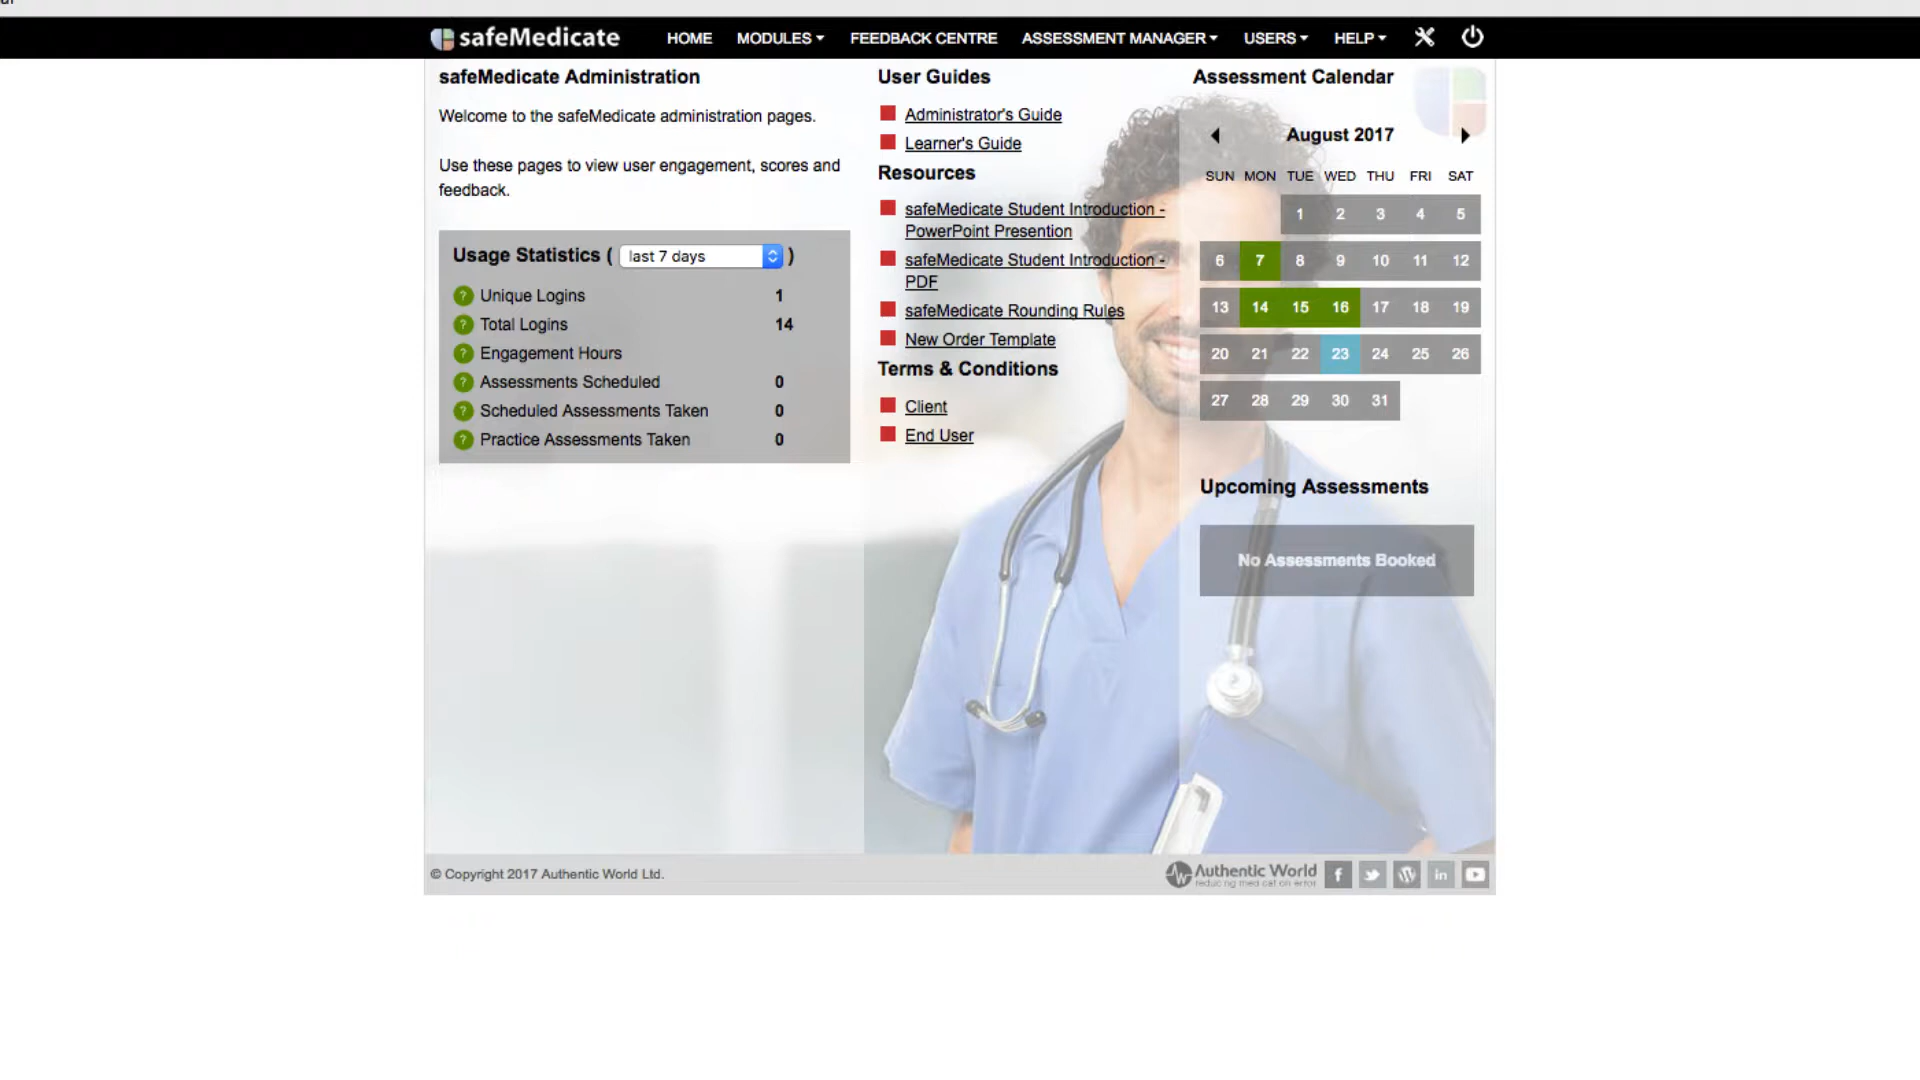 safeMedicate HOME MODULES FEEDBACK CENTRE ASSESSMENT MANAGER USERS HELP
safeMedicate Administration
Welcome to the safeMedicate administration pages.
Use these pages to view user engagement, scores and
feedback.
Usage Statistics ( last 7 days )
? Unique Logins 1
? Total Logins 14
? Engagement Hours
? Assessments Scheduled 0
? Scheduled Assessments Taken 0
? Practice Assessments Taken 0
User Guides
Administrator's Guide
Learner's Guide
Resources
safeMedicate Student Introduction -
PowerPoint Presention
safeMedicate Student Introduction -
PDF
safeMedicate Rounding Rules
New Order Template
Terms & Conditions
Client
End User
Assessment Calendar
August 2017
SUN MON TUE WED THU FRI SAT
1 2 3 4 5
6 7 8 9 10 11 12
13 14 15 16 17 18 19
20 21 22 23 24 25 26
27 28 29 30 31
Upcoming Assessments
No Assessments Booked
© Copyright 2017 Authentic World Ltd.
Authentic World